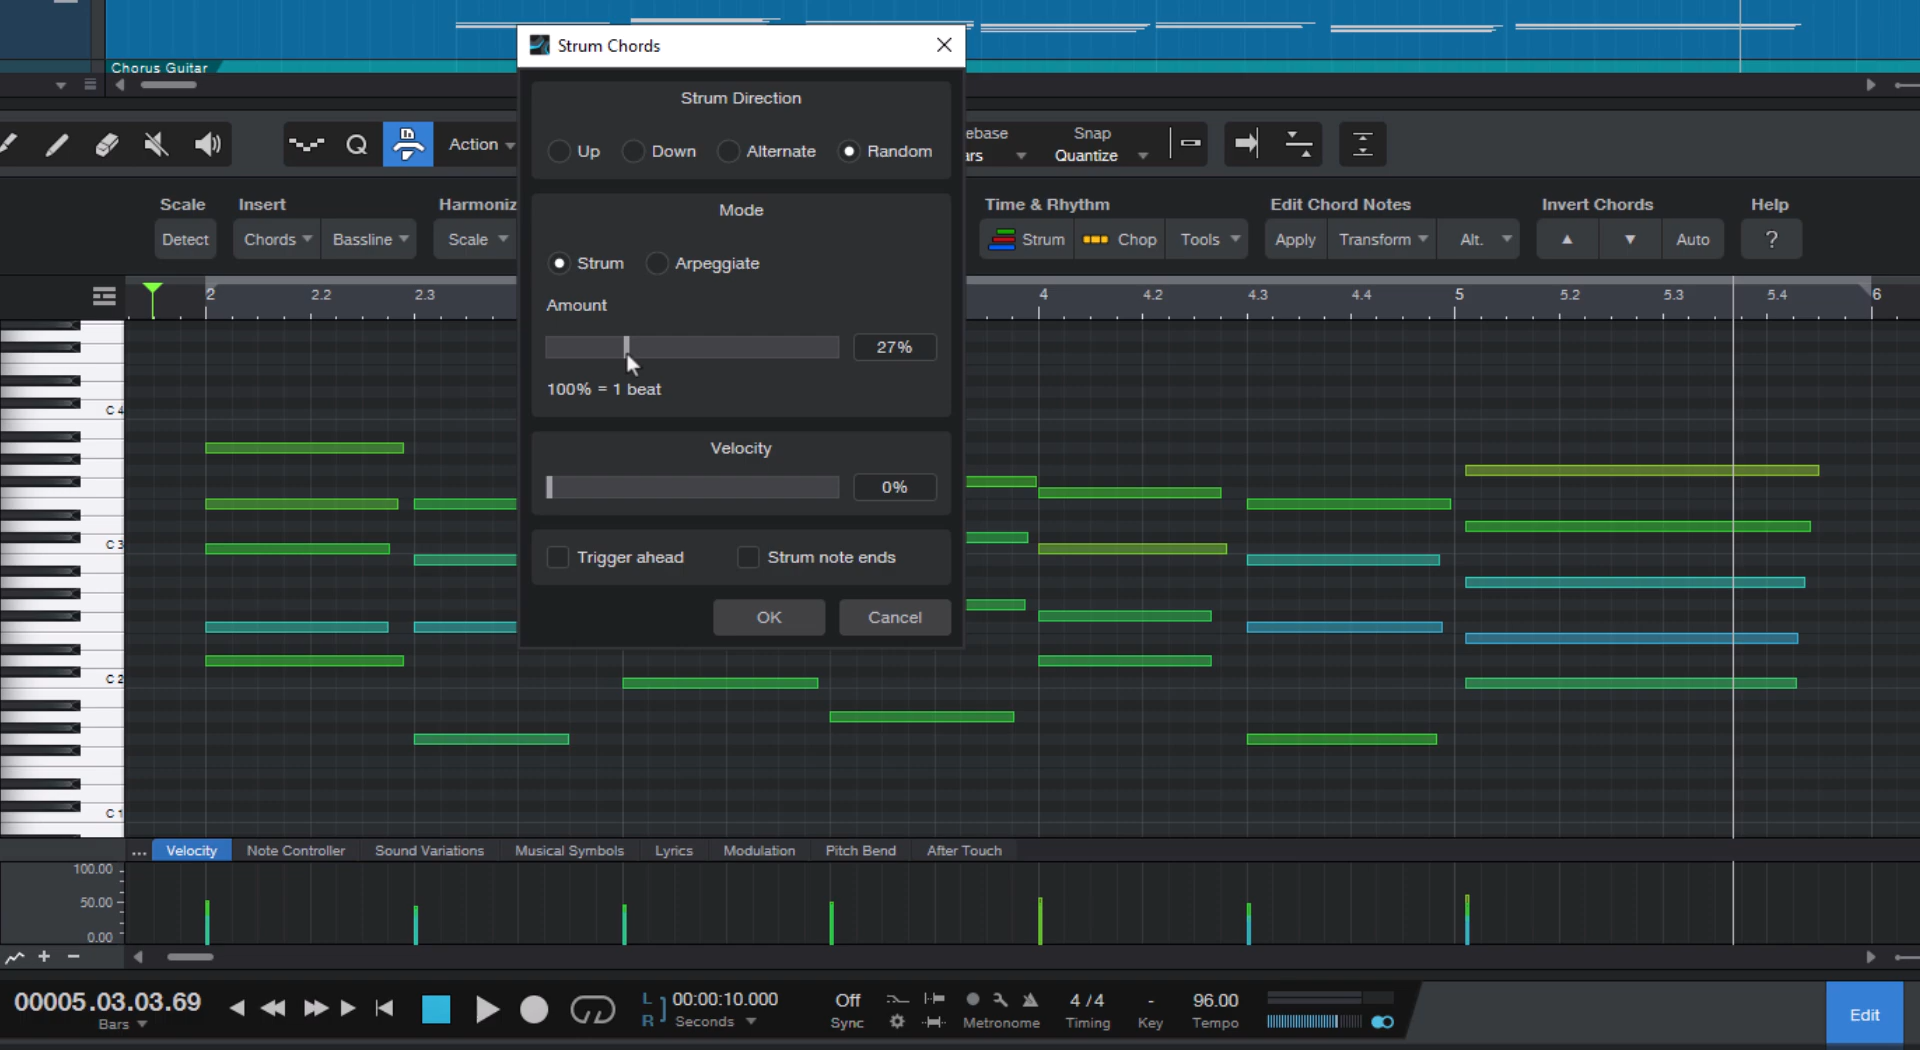 Chorus Guitar
Strum Chords
Strum Direction
Up Down Alternate Random
Mode
Strum Arpeggiate
Amount
27%
100% = 1 beat
Velocity
0%
Trigger ahead Strum note ends
OK Cancel
Q Action
ebase
ars
Snap
Quantize
Scale
Detect
Insert
Chords Bassline
Harmoniz
Scale
Time & Rhythm
Strum Chop Tools
Edit Chord Notes
Apply Transform Alt.
Invert Chords
Auto
Help
?
2 2.2 2.3 4 4.2 4.3 4.4 5 5.2 5.3 5.4 6
C 4
C 3
C 2
C 1
... Velocity Note Controller Sound Variations Musical Symbols Lyrics Modulation Pitch Bend After Touch
100.00
50.00
0.00
00005.03.03.69
Bars
L
R
00:00:10.000
Seconds
Off
Sync
Metronome
4 / 4
Timing
-
Key
96.00
Tempo
Edit